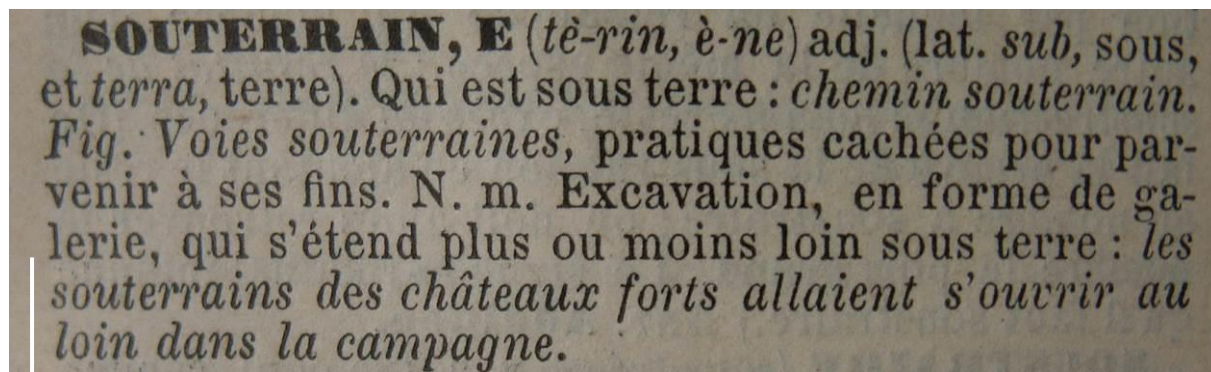 SOUTERRAIN, E (tè-rin, è-ne) adj. (lat. sub, sous,
et terra, terre). Qui est sous terre : chemin souterrain.
Fig. Voies souterraines, pratiques cachées pour par-
venir à ses fins. N. m. Excavation, en forme de ga-
lerie, qui s'étend plus ou moins loin sous terre : les
souterrains des châteaux forts allaient s'ouvrir au
loin dans la campagne.